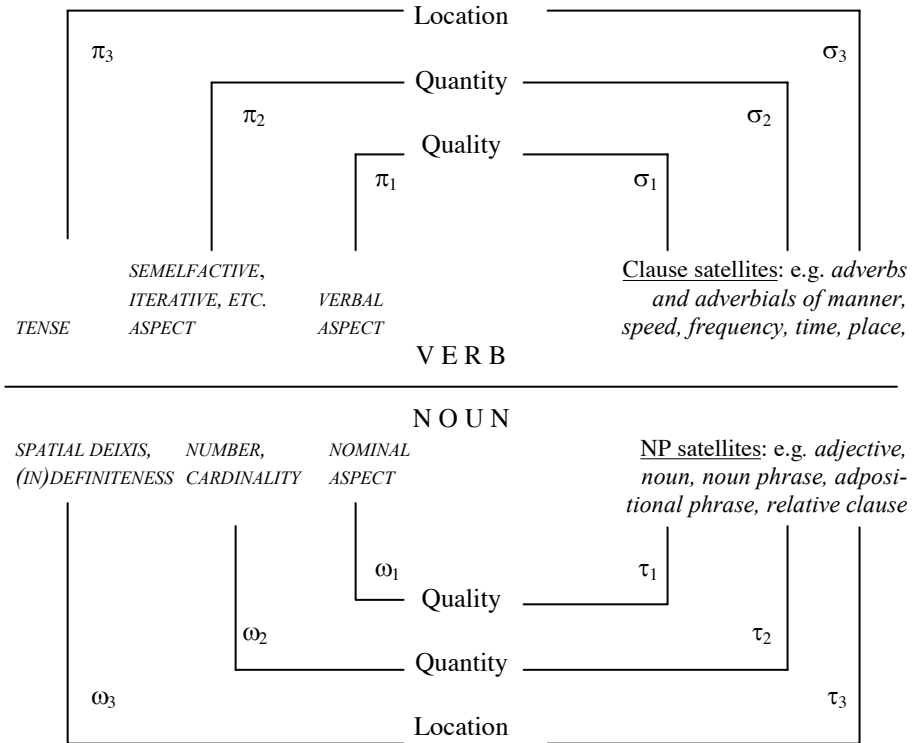 Location
π3 σ3
Quantity
π2 σ2
Quality
π1 σ1
SEMELFACTIVE, Clause satellites: e.g. adverbs
ITERATIVE, ETC. VERBAL and adverbials of manner,
TENSE ASPECT ASPECT speed, frequency, time, place,
V E R B
N O U N
SPATIAL DEIXIS, NUMBER, NOMINAL NP satellites: e.g. adjective,
(IN)DEFINITENESS CARDINALITY ASPECT noun, noun phrase, adposi-
tional phrase, relative clause
ω1 τ1
Quality
ω2 τ2
Quantity
ω3 τ3
Location